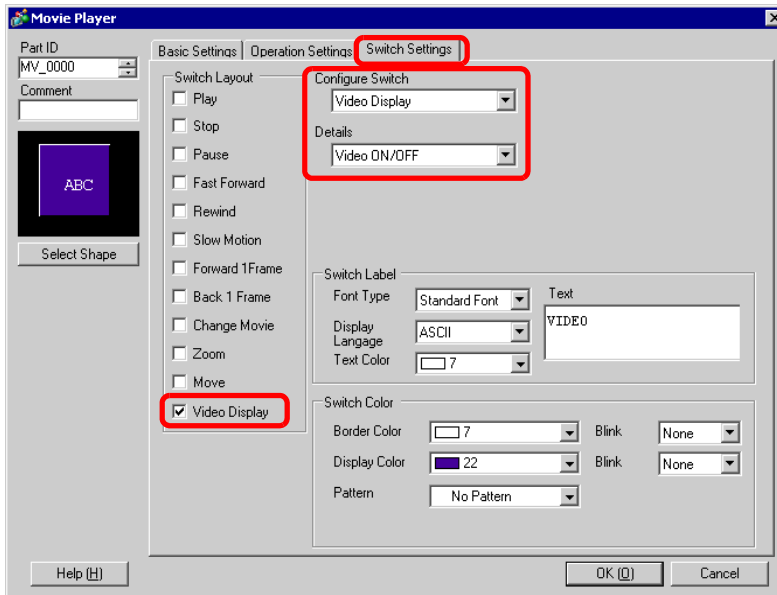 Movie Player
Part ID
MV_0000
Comment
ABC
Select Shape
Basic Settings
Operation Settings
Switch Settings
Switch Layout
Play
Stop
Pause
Fast Forward
Rewind
Slow Motion
Forward 1Frame
Back 1 Frame
Change Movie
Zoom
Move
Video Display
Configure Switch
Video Display
Details
Video ON/OFF
Switch Label
Font Type
Standard Font
Display
Langage
ASCII
Text Color
7
Text
VIDEO
Switch Color
Border Color
7
Blink
None
Display Color
22
Blink
None
Pattern
No Pattern
Help (H)
OK (O)
Cancel